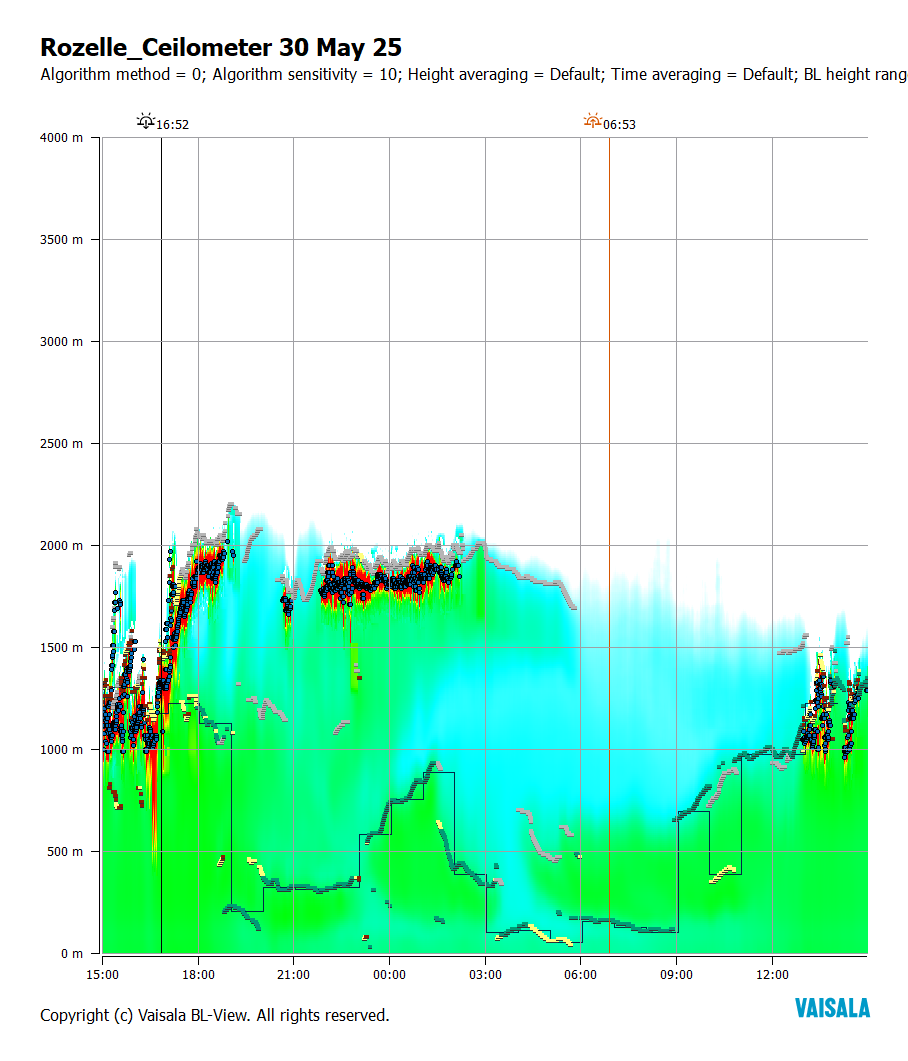 Rozelle_Ceilometer 30 May 25
Algorithm method = 0; Algorithm sensitivity = 10; Height averaging = Default; Time averaging = Default; BL height rang
16:52
06:53
4000 m
3500 m
3000 m
2500 m
2000 m
1500 m
1000 m
500 m
0 m
15:00 18:00 21:00 00:00 03:00 06:00 09:00 12:00
VAISALA
Copyright (c) Vaisala BL-View. All rights reserved.